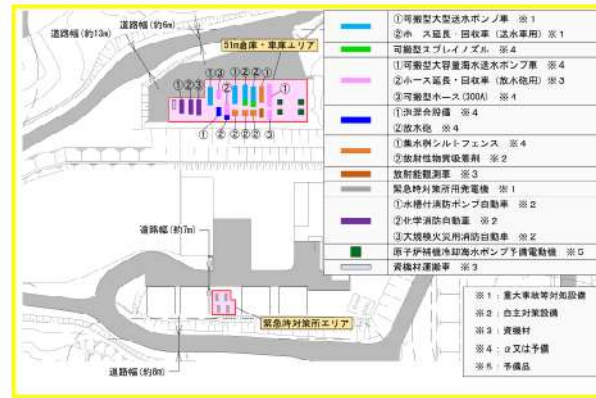 道路幅(約6m)
道路幅(約13m)
51m倉庫・車庫エリア
①②③
①③①②①②①
①
①②②①②②
③
道路幅(約7m)
緊急時対策所エリア
道路幅(約8m)
①可搬型大型送水ポンプ車 ※1
②ホース延長・回収車(送水車用)※1
可搬型スプレイノズル ※4
①可搬型大容量海水送水ポンプ車 ※4
②ホース延長・回収車(放水砲用)※3
③可搬型ホース(300A) ※4
①泡混合設備 ※4
②放水砲 ※4
①集水桝シルトフェンス ※4
②放射性物質吸着剤 ※2
放射能観測車 ※3
緊急時対策所用発電機 ※1
①水槽付消防ポンプ自動車 ※2
②化学消防自動車 ※2
③大規模火災用消防自動車 ※2
原子炉補機冷却海水ポンプ予備電動機 ※5
資機材運搬車 ※3
※1:重大事故等対処設備
※2:自主対策設備
※3:資機材
※4:α又は予備
※5:予備品